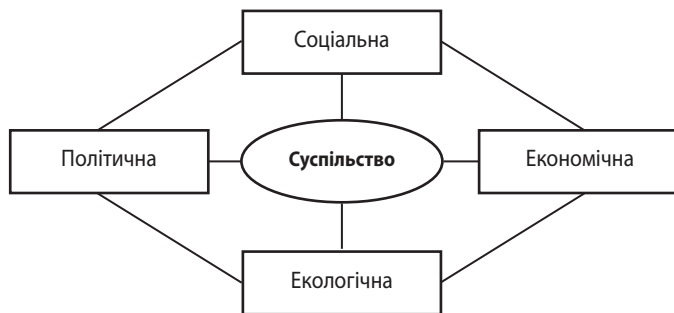 Соціальна
Політична
Суспільство
Економічна
Екологічна